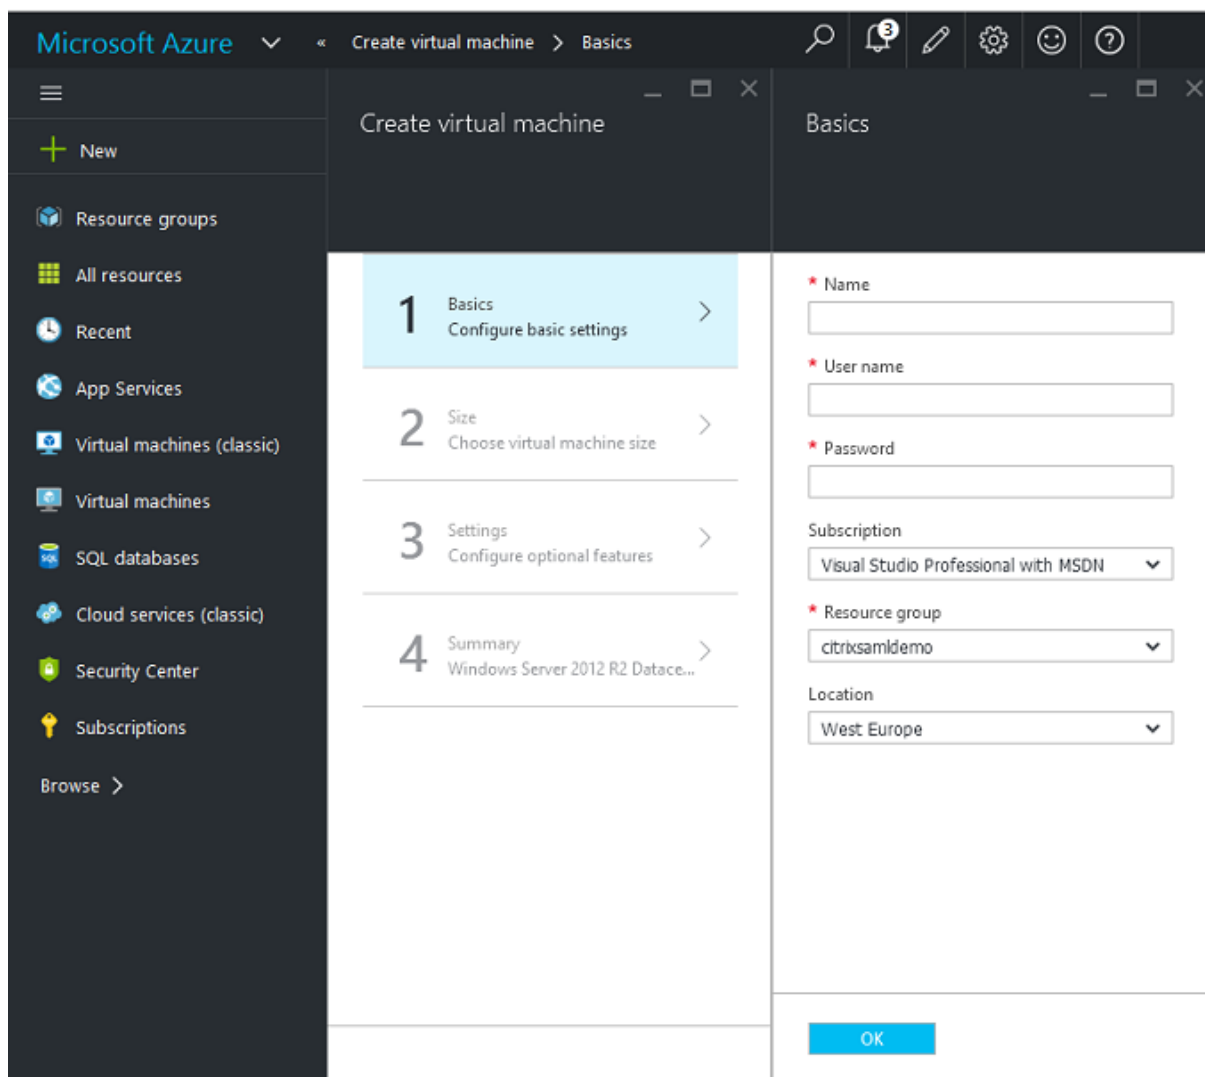 Microsoft Azure
Create virtual machine > Basics
3
New
Resource groups
All resources
Recent
App Services
Virtual machines (classic)
Virtual machines
SQL databases
Cloud services (classic)
Security Center
Subscriptions
Browse >
Create virtual machine
1
Basics
Configure basic settings
2
Size
Choose virtual machine size
3
Settings
Configure optional features
4
Summary
Windows Server 2012 R2 Datace...
Basics
* Name
* User name
* Password
Subscription
Visual Studio Professional with MSDN
* Resource group
citrixsamldemo
Location
West Europe
OK